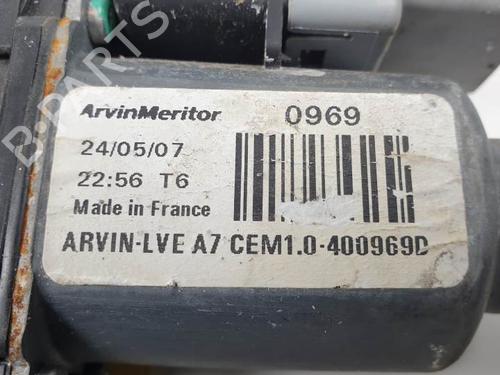 ArvinMeritor 0969
24/05/07
22:56 T6
Made in France
ARVIN-LVE A7 CEM1.0-400969D
B-PARTS